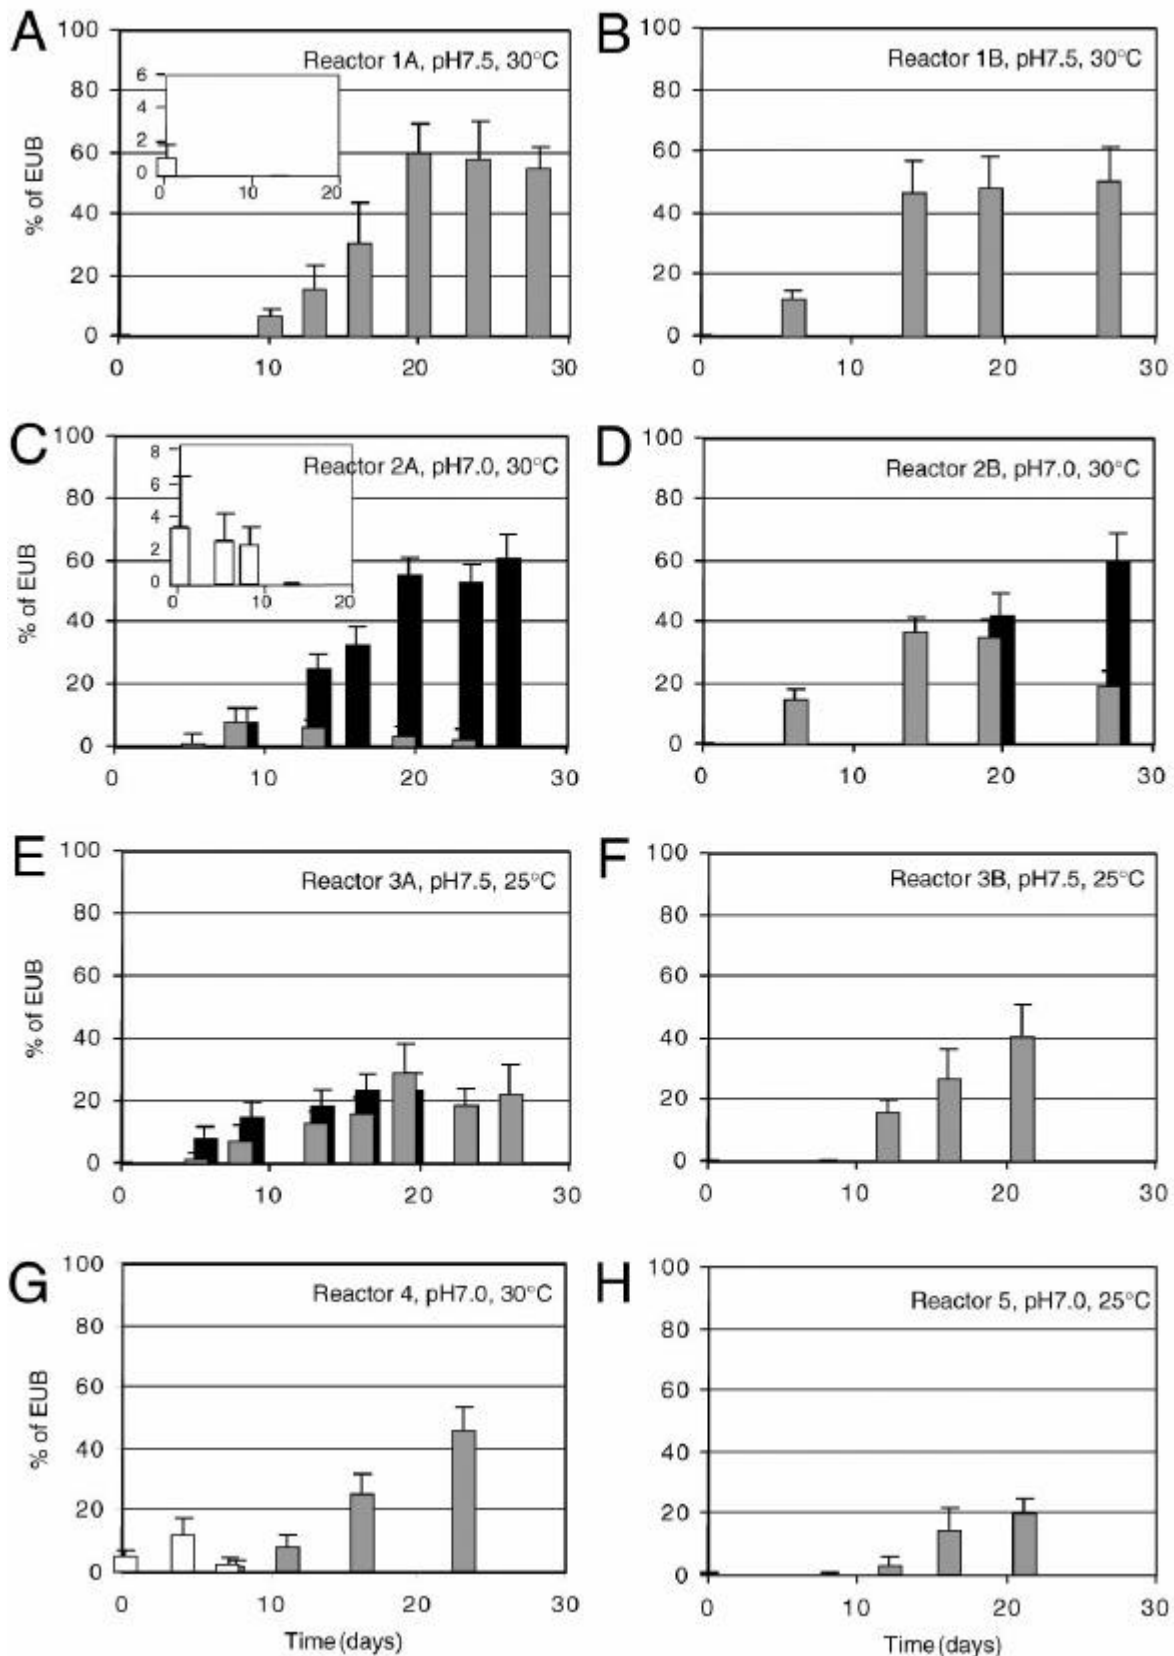 A
100
80
60
40
20
0
% of EUB
Reactor 1A, pH7.5, 30°C
6
4
2
0
0 10 20
0 10 20 30
B
100
80
60
40
20
0
Reactor 1B, pH7.5, 30°C
0 10 20 30
C
100
80
60
40
20
0
% of EUB
Reactor 2A, pH7.0, 30°C
8
6
4
2
0
0 10 20
0 10 20 30
D
100
80
60
40
20
0
Reactor 2B, pH7.0, 30°C
0 10 20 30
E
100
80
60
40
20
0
% of EUB
Reactor 3A, pH7.5, 25°C
0 10 20 30
F
100
80
60
40
20
0
Reactor 3B, pH7.5, 25°C
0 10 20 30
G
100
80
60
40
20
0
% of EUB
Reactor 4, pH7.0, 30°C
0 10 20 30
Time (days)
H
100
80
60
40
20
0
Reactor 5, pH7.0, 25°C
0 10 20 30
Time (days)